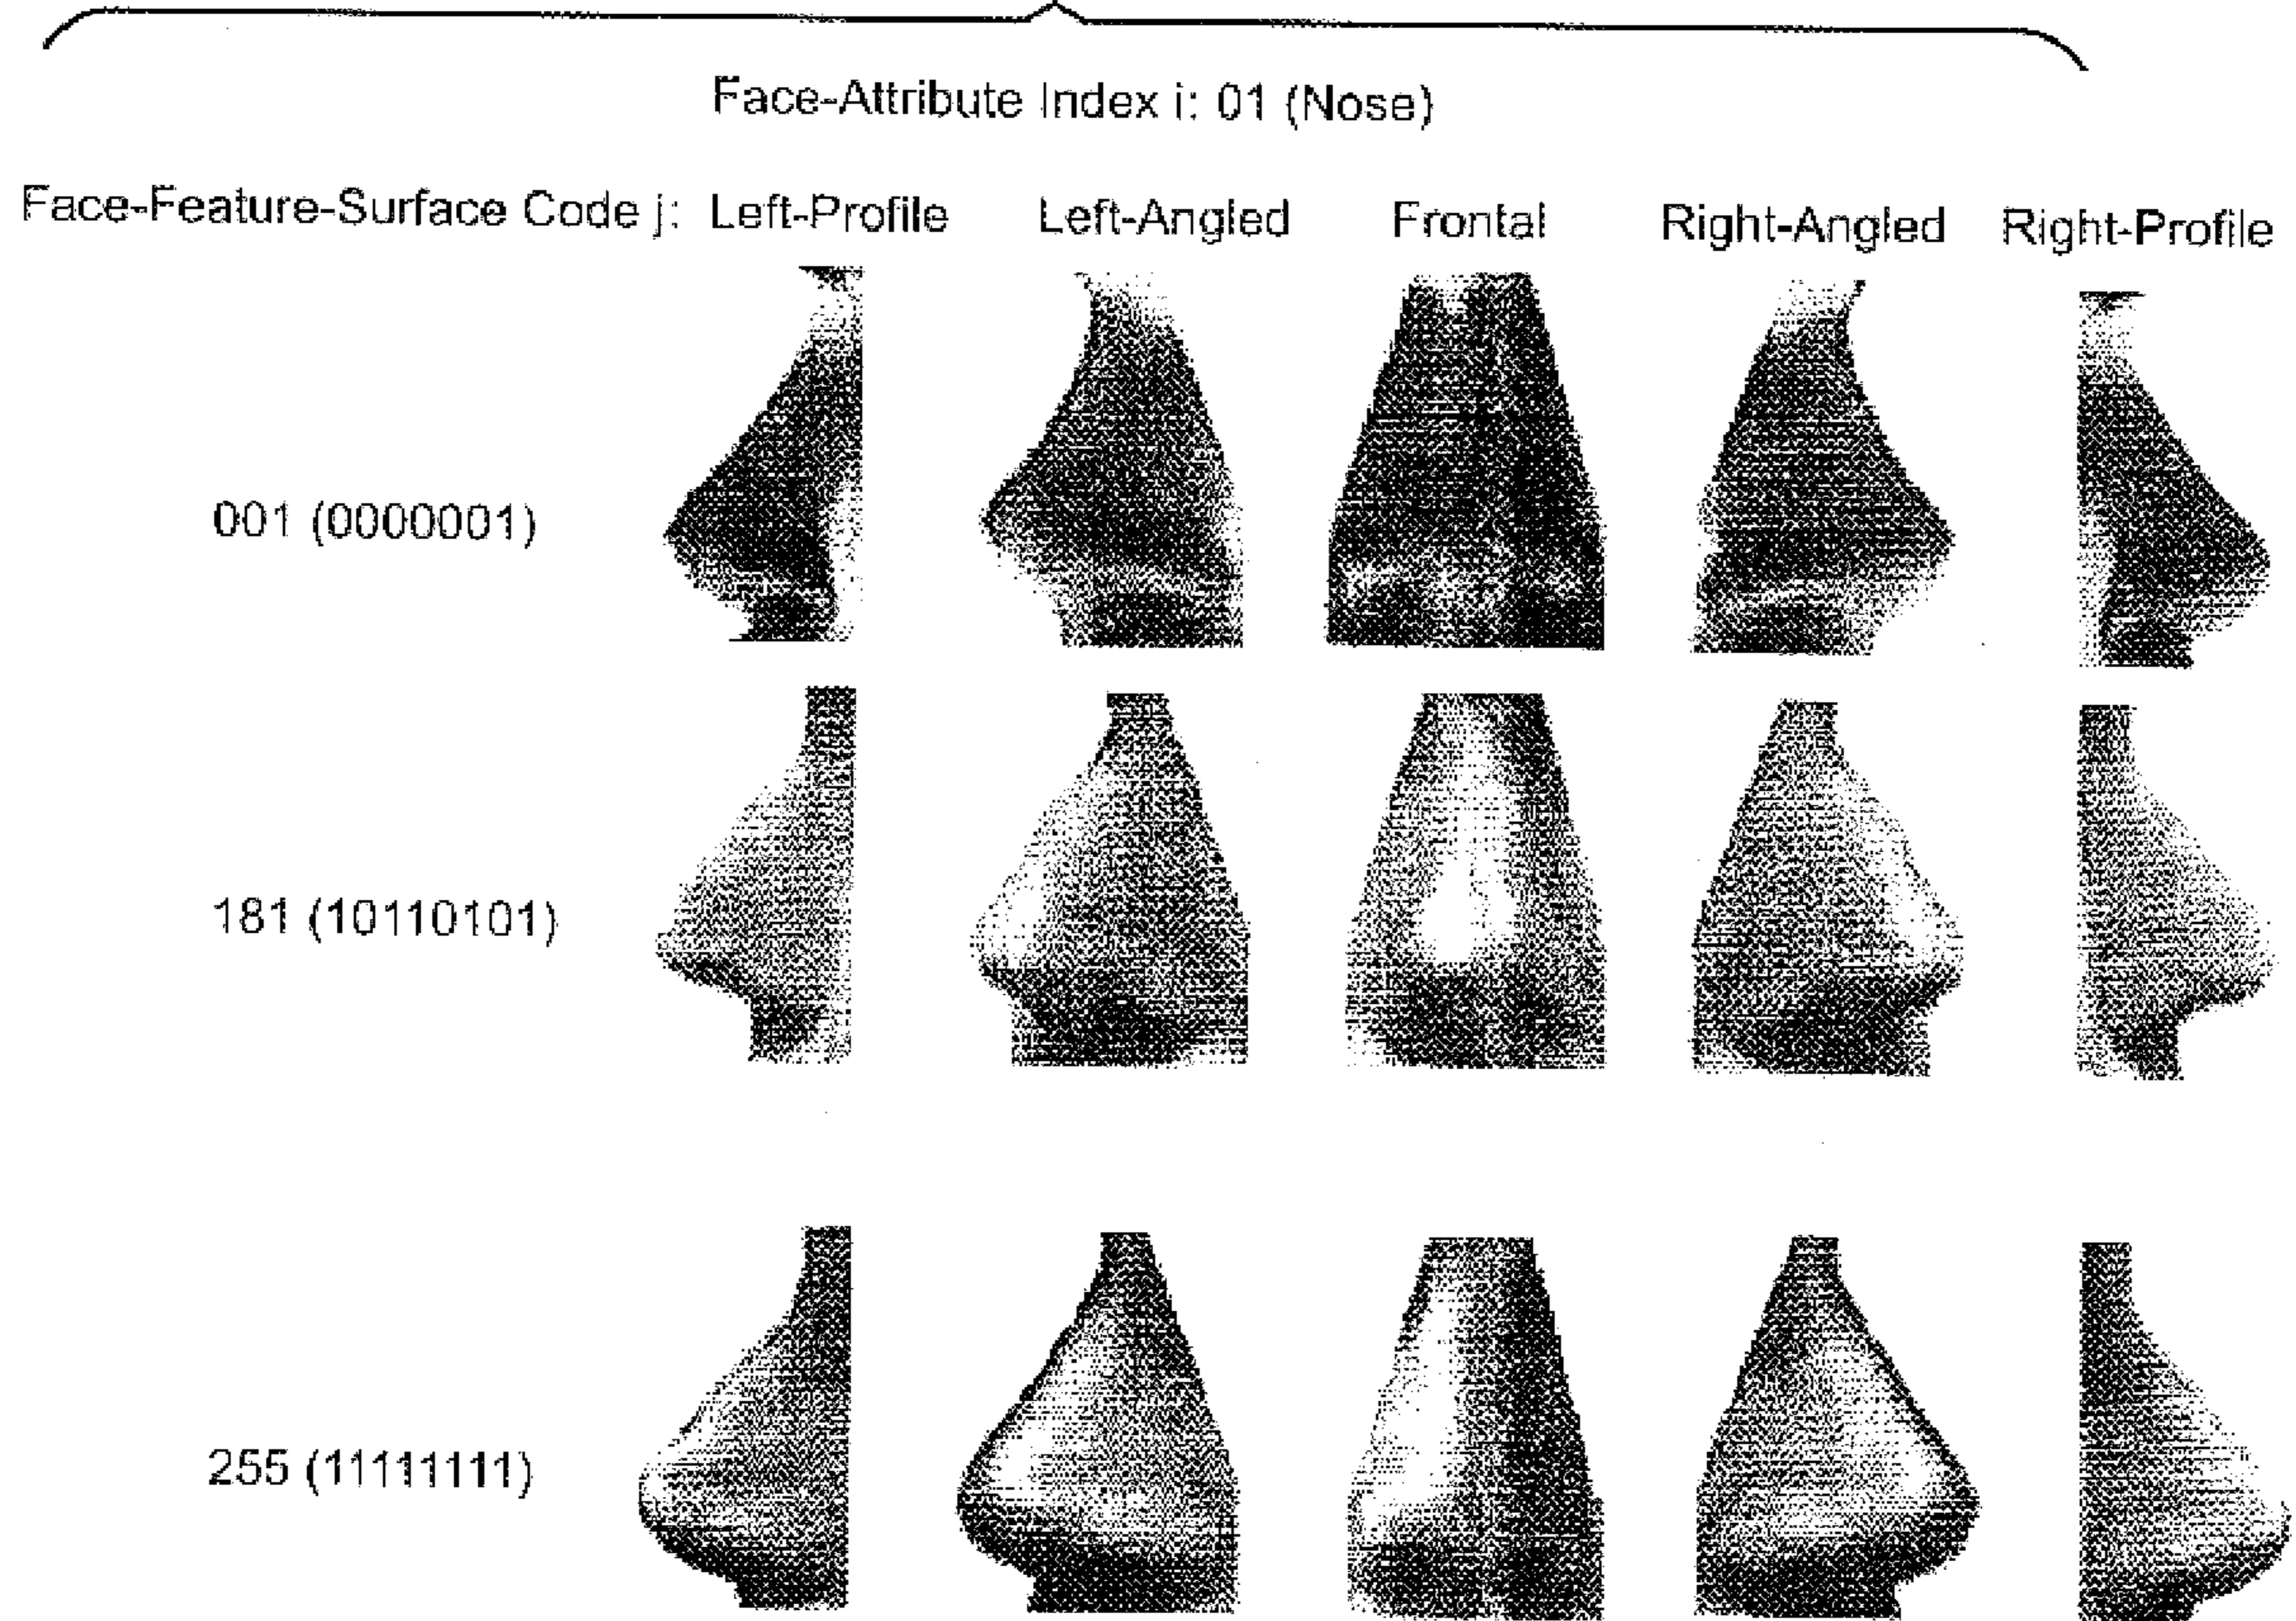 Face-Attribute Index i: 01 (Nose)
Face-Feature-Surface Code j: Left-Profile Left-Angled Frontal Right-Angled Right-Profile
001 (0000001)
181 (10110101)
255 (11111111)